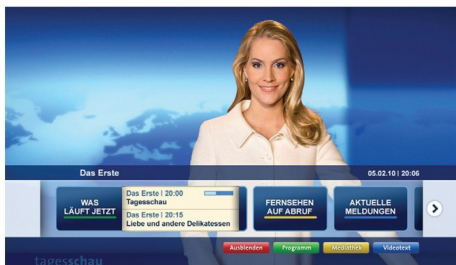 Das Erste
05.02.10 | 20:06
WAS
LÄUFT JETZT
Das Erste | 20:00
Tagesschau
Das Erste | 20:15
Liebe und andere Delikatessen
FERNSEHEN
AUF ABRUF
AKTUELLE
MELDUNGEN
Ausblenden
Programm
Mediathek
Videotext
tagesschau